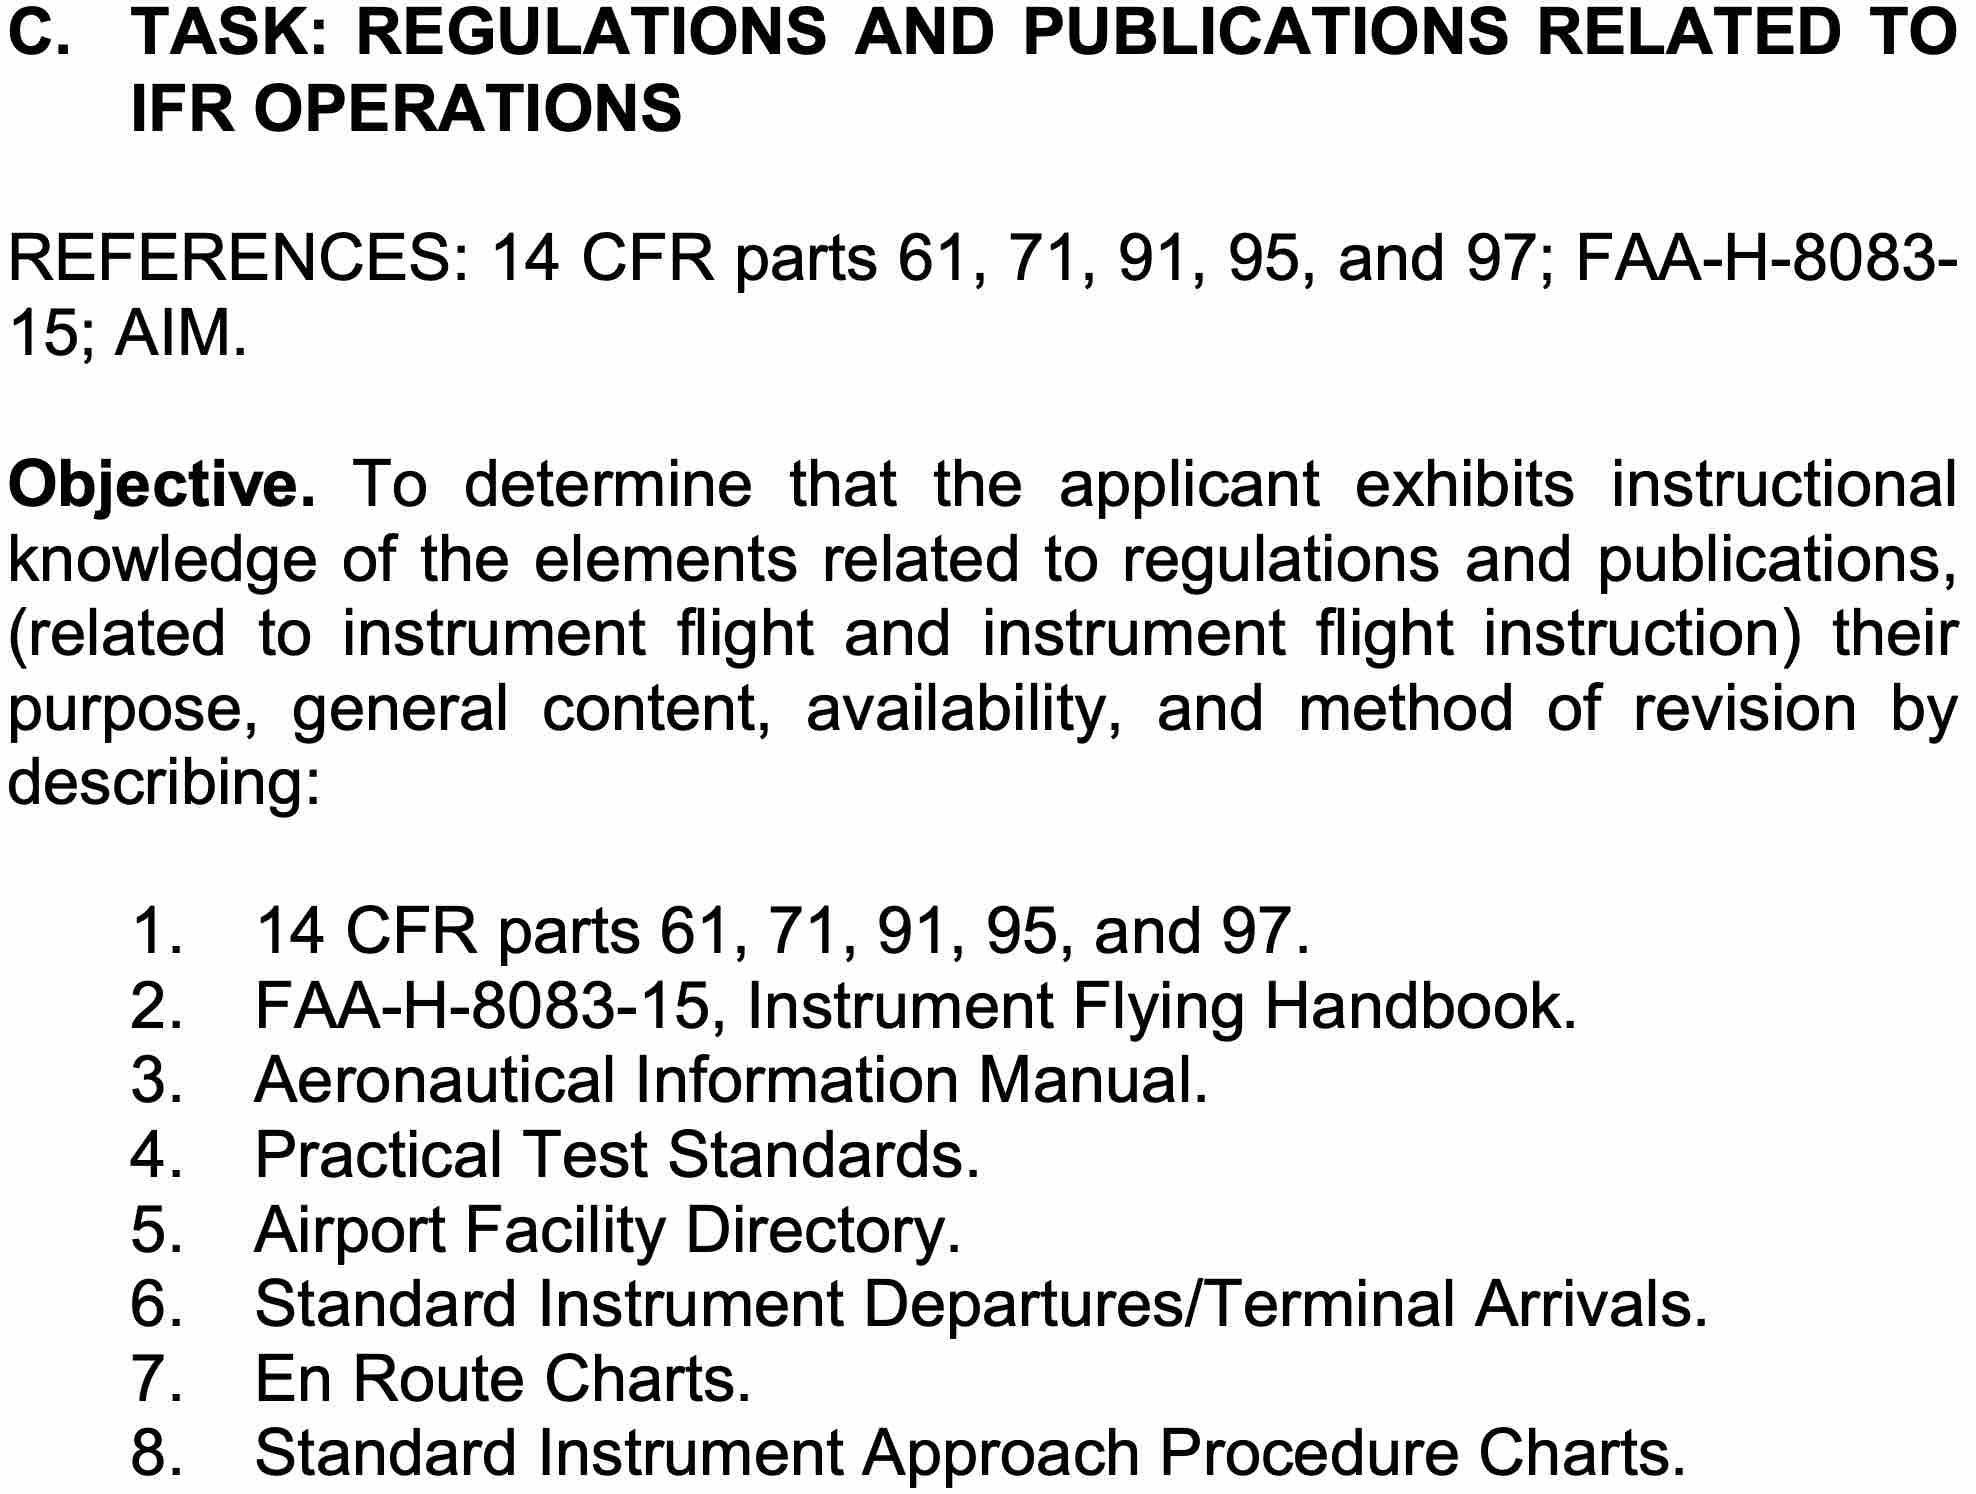 C. TASK: REGULATIONS AND PUBLICATIONS RELATED TO
IFR OPERATIONS
REFERENCES: 14 CFR parts 61, 71, 91, 95, and 97; FAA-H-8083-
15; AIM.
Objective. To determine that the applicant exhibits instructional
knowledge of the elements related to regulations and publications,
(related to instrument flight and instrument flight instruction) their
purpose, general content, availability, and method of revision by
describing:
1. 14 CFR parts 61, 71, 91, 95, and 97.
2. FAA-H-8083-15, Instrument Flying Handbook.
3. Aeronautical Information Manual.
4. Practical Test Standards.
5. Airport Facility Directory.
6. Standard Instrument Departures/Terminal Arrivals.
7. En Route Charts.
8. Standard Instrument Approach Procedure Charts.